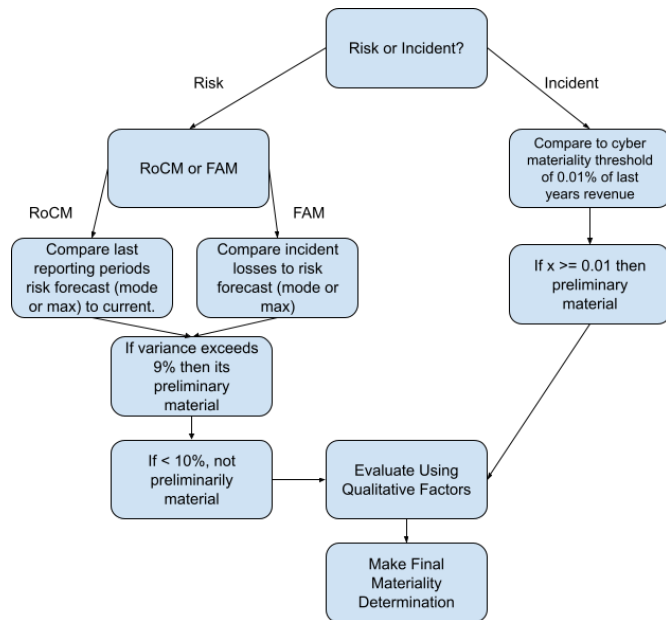 Risk or Incident?
Risk
Incident
RoCM or FAM
Compare to cyber
materiality threshold
of 0.01% of last
years revenue
RoCM
FAM
Compare last
reporting periods
risk forecast (mode
or max) to current.
Compare incident
losses to risk
forecast (mode or
max)
If x >= 0.01 then
preliminary
material
If variance exceeds
9% then its
preliminary
material
If < 10%, not
preliminarily
material
Evaluate Using
Qualitative Factors
Make Final
Materiality
Determination